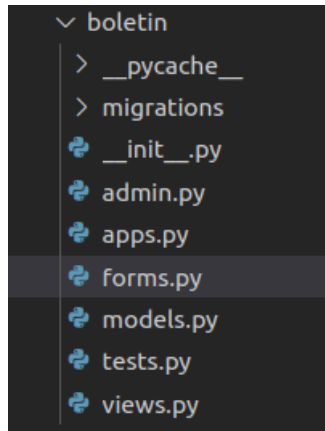 boletin
__pycache__
migrations
__init__.py
admin.py
apps.py
forms.py
models.py
tests.py
views.py